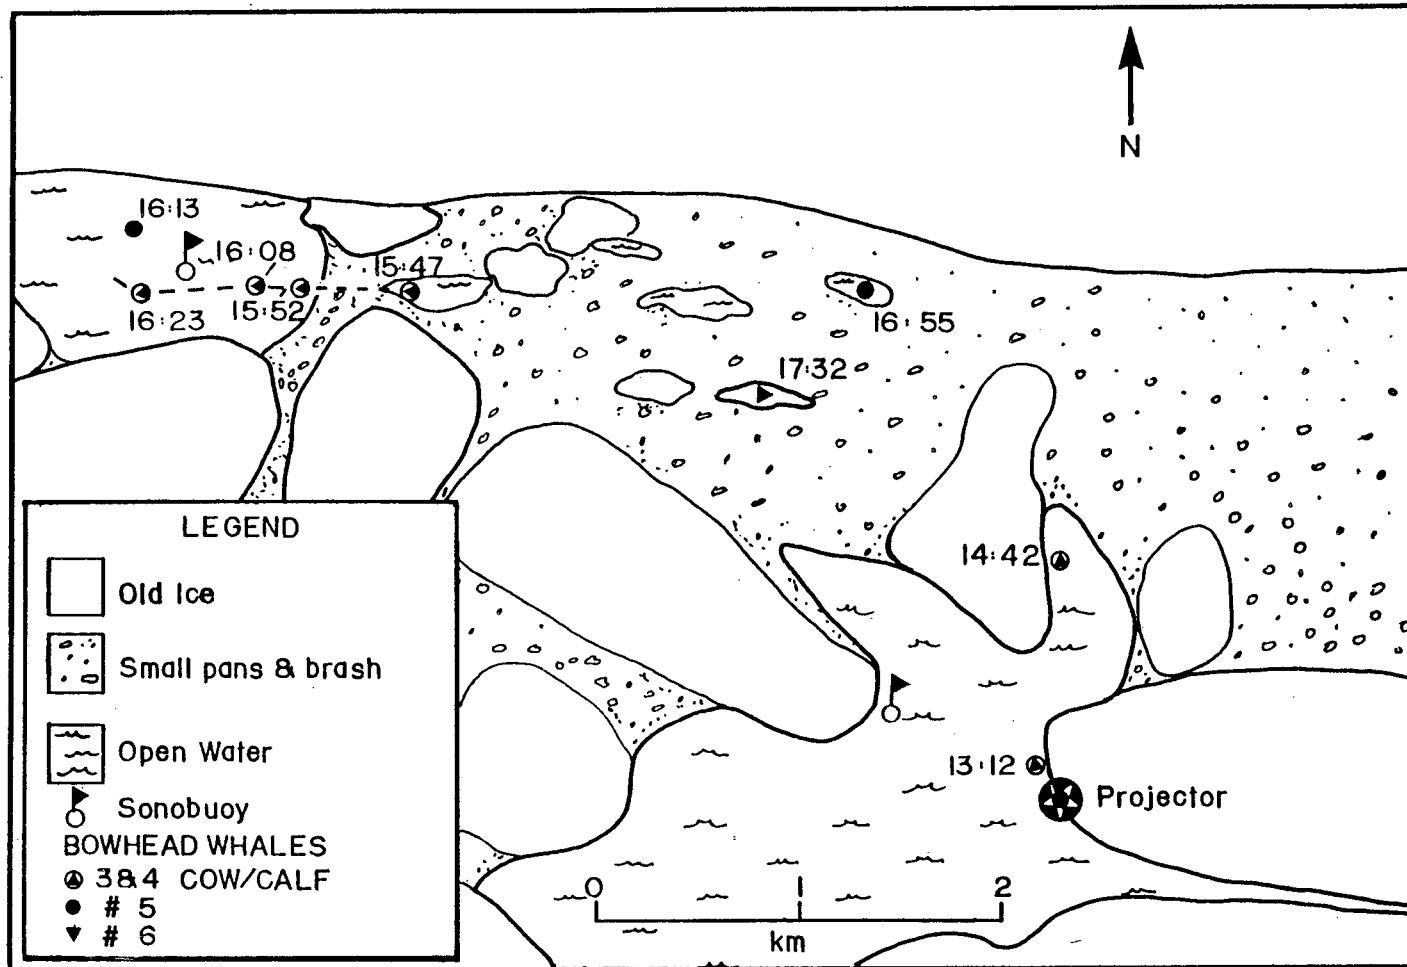 N
16:13
16:08
15:47
16:23
15:52
16:55
17:32
14:42
13:12
Projector
LEGEND
Old Ice
Small pans & brash
Open Water
Sonobuoy
BOWHEAD WHALES
3&4 COW/CALF
# 5
# 6
0 1 2
km